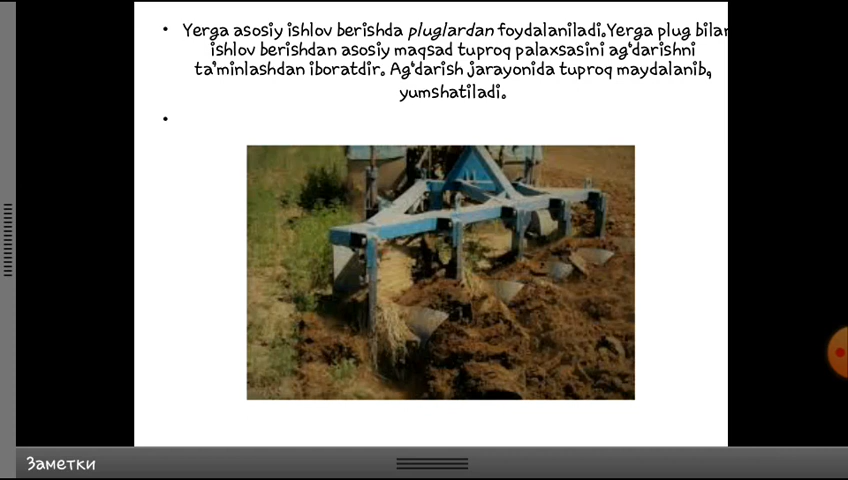 • Yerga asosiy ishlov berishda pluglardan foydalaniladi.Yerga plug bilan
ishlov berishdan asosiy maqsad tuproq palaxsasini ag‘darishni
ta’minlashdan iboratdir. Ag‘darish jarayonida tuproq maydalanib,
yumshatiladi.
•
Заметки